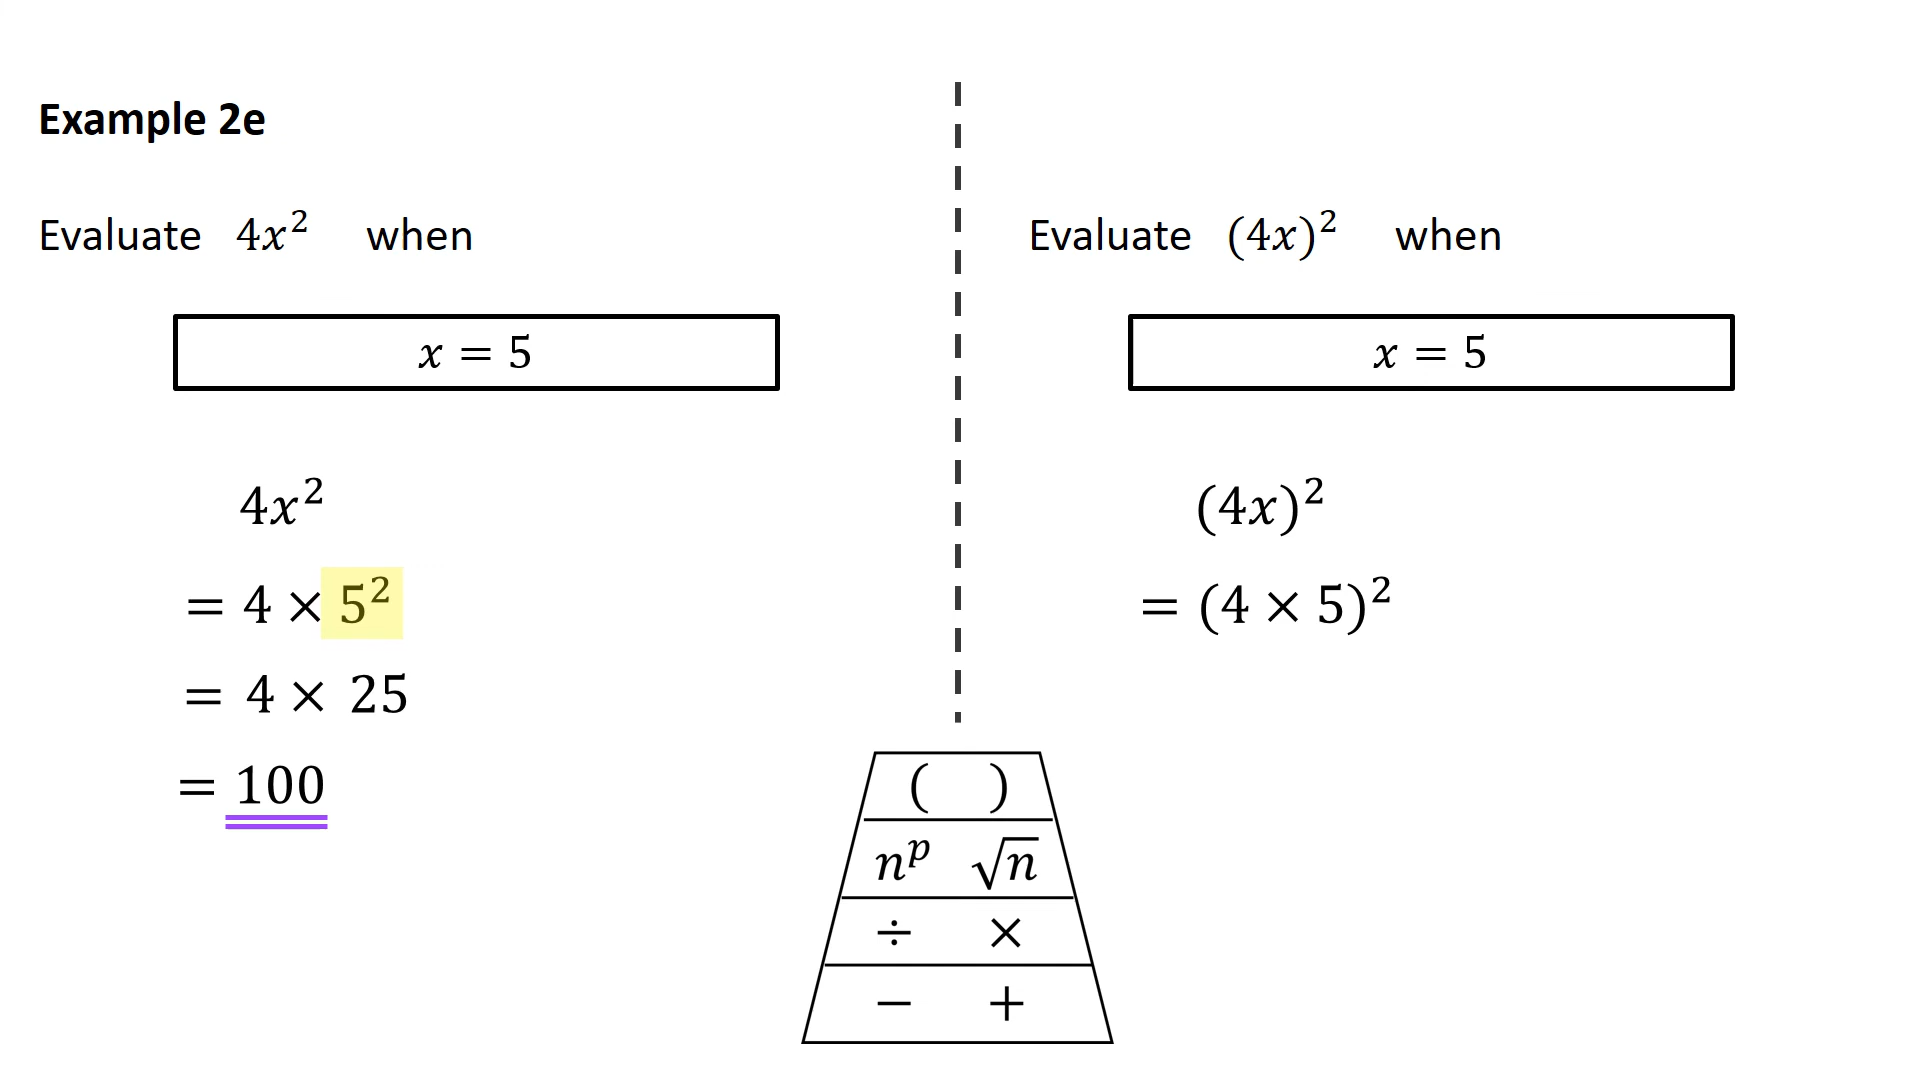 Example 2e
Evaluate 4x² when
x = 5
4x²
= 4 × 5²
= 4 × 25
= 100
Evaluate (4x)² when
x = 5
(4x)²
= (4 × 5)²
( )
nᵖ √n
÷ ×
− +